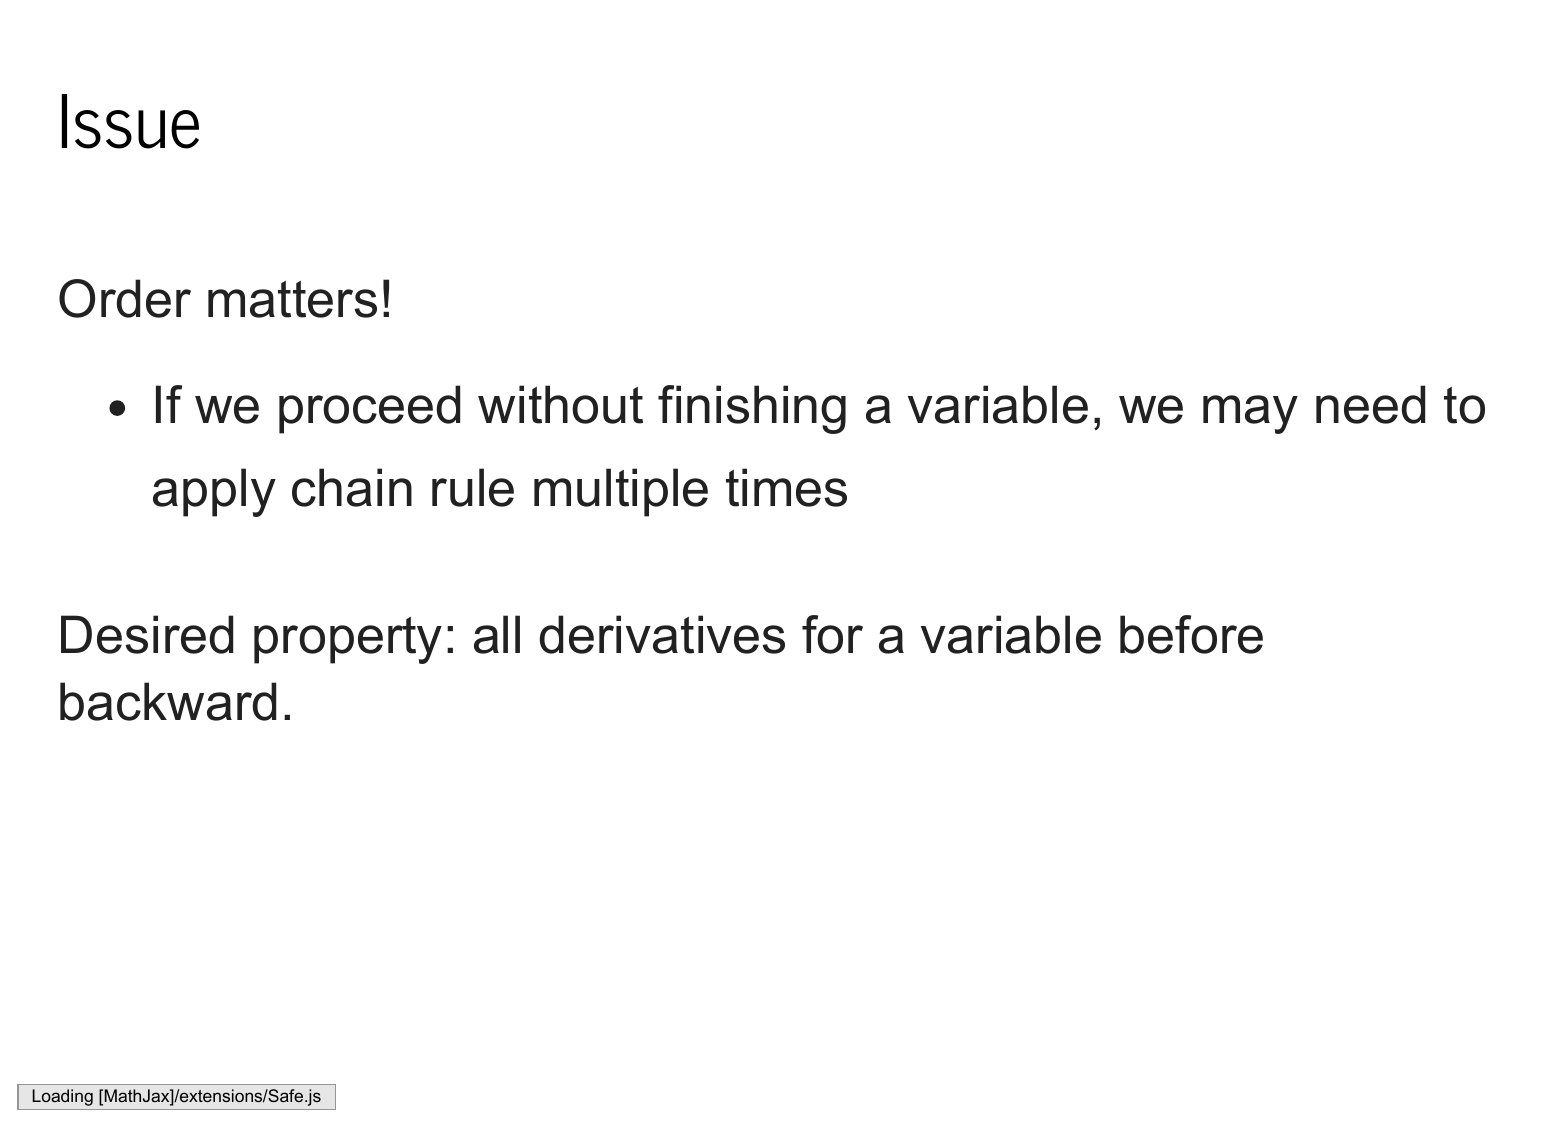 Issue
Order matters!
• If we proceed without finishing a variable, we may need to
apply chain rule multiple times
Desired property: all derivatives for a variable before
backward.
Loading [MathJax]/extensions/Safe.js